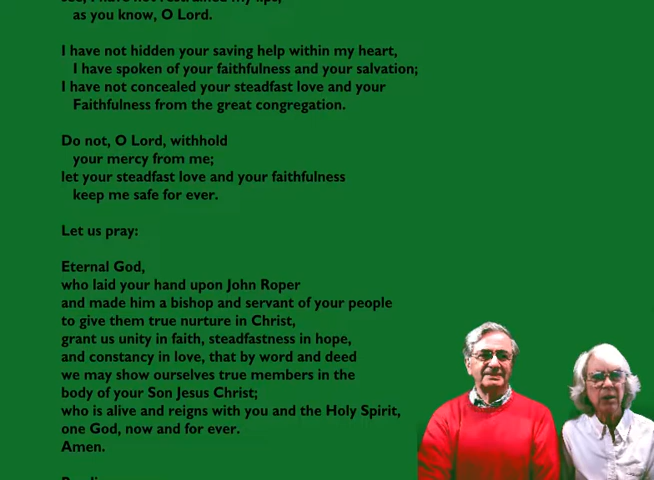 as you know, O Lord.
I have not hidden your saving help within my heart,
I have spoken of your faithfulness and your salvation;
I have not concealed your steadfast love and your
Faithfulness from the great congregation.
Do not, O Lord, withhold
your mercy from me;
let your steadfast love and your faithfulness
keep me safe for ever.
Let us pray:
Eternal God,
who laid your hand upon John Roper
and made him a bishop and servant of your people
to give them true nurture in Christ,
grant us unity in faith, steadfastness in hope,
and constancy in love, that by word and deed
we may show ourselves true members in the
body of your Son Jesus Christ;
who is alive and reigns with you and the Holy Spirit,
one God, now and for ever.
Amen.